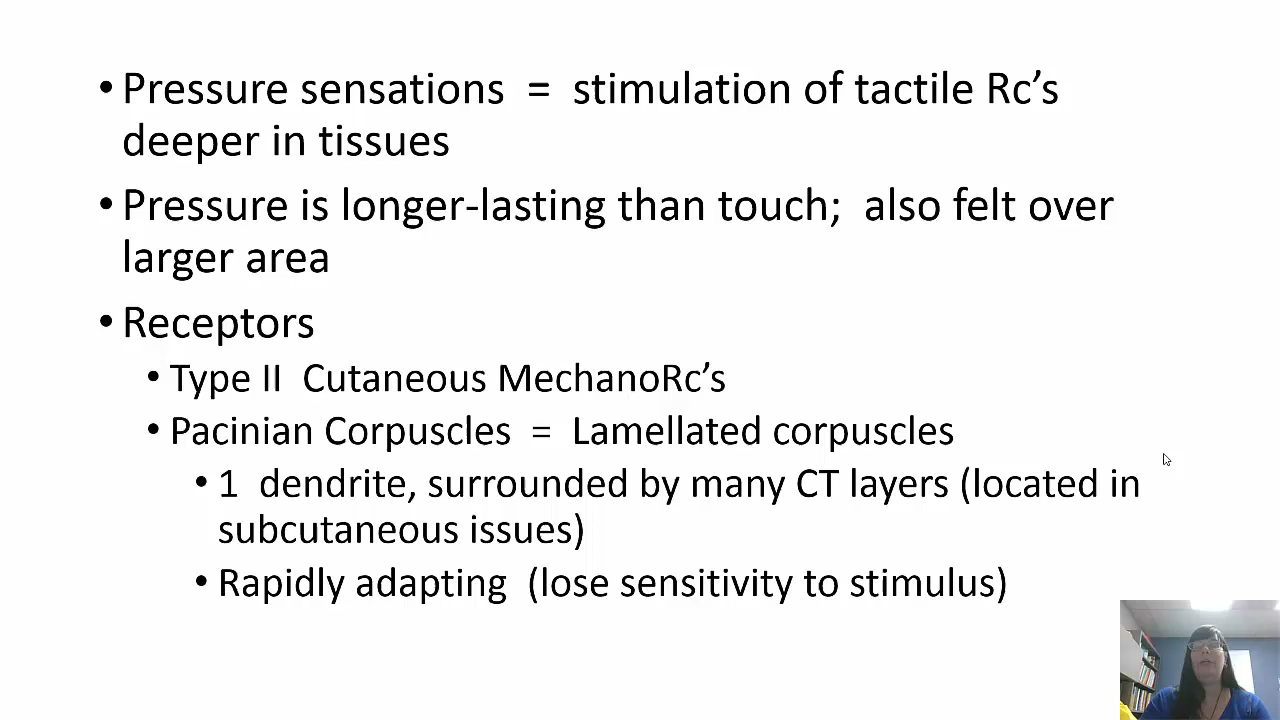 • Pressure sensations = stimulation of tactile Rc’s
deeper in tissues
• Pressure is longer-lasting than touch; also felt over
larger area
• Receptors
• Type II Cutaneous MechanoRc’s
• Pacinian Corpuscles = Lamellated corpuscles
• 1 dendrite, surrounded by many CT layers (located in
subcutaneous issues)
• Rapidly adapting (lose sensitivity to stimulus)